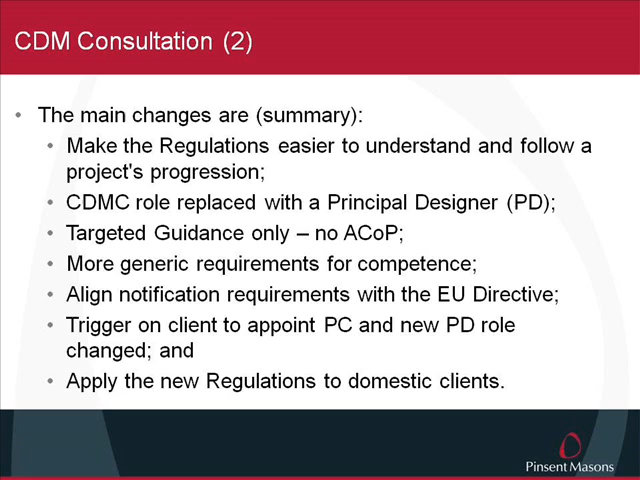 CDM Consultation (2)
• The main changes are (summary):
• Make the Regulations easier to understand and follow a
project's progression;
• CDMC role replaced with a Principal Designer (PD);
• Targeted Guidance only – no ACoP;
• More generic requirements for competence;
• Align notification requirements with the EU Directive;
• Trigger on client to appoint PC and new PD role
changed; and
• Apply the new Regulations to domestic clients.
Pinsent Masons